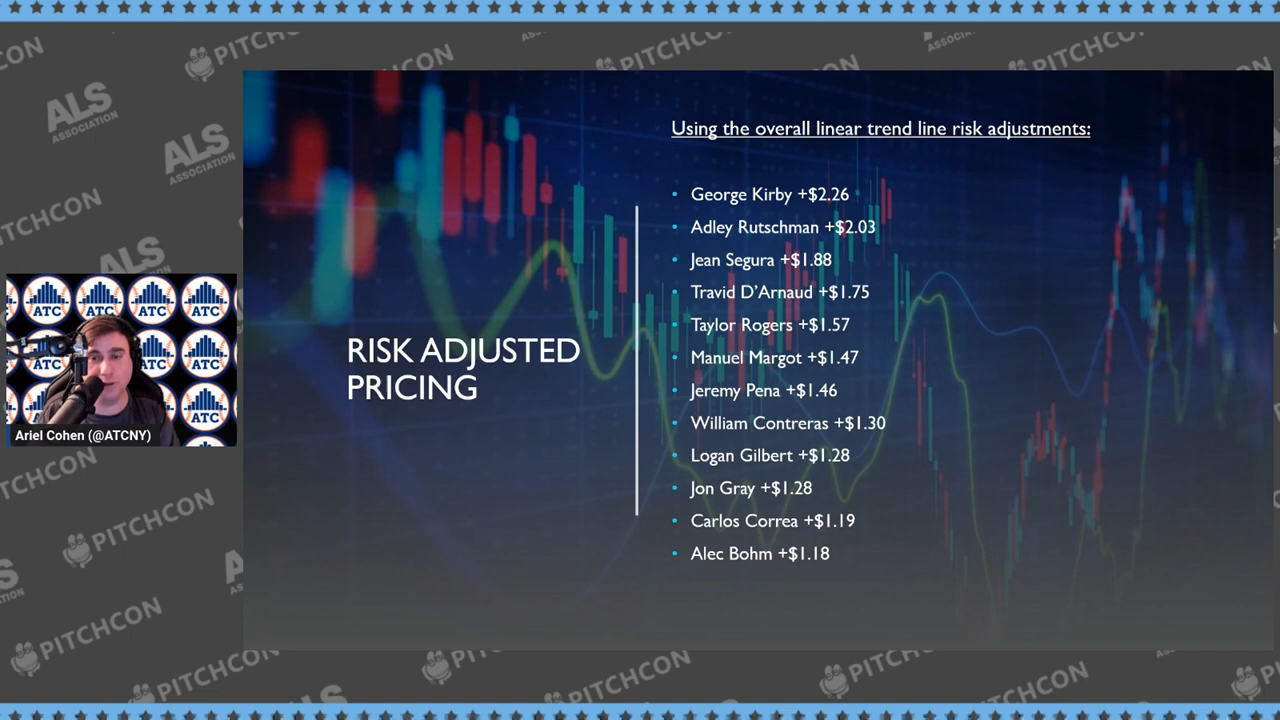 PITCHCON
ALS
ASSOCIATION
Using the overall linear trend line risk adjustments:
• George Kirby +$2.26
• Adley Rutschman +$2.03
• Jean Segura +$1.88
• Travid D'Arnaud +$1.75
• Taylor Rogers +$1.57
• Manuel Margot +$1.47
• Jeremy Pena +$1.46
• William Contreras +$1.30
• Logan Gilbert +$1.28
• Jon Gray +$1.28
• Carlos Correa +$1.19
• Alec Bohm +$1.18
RISK ADJUSTED
PRICING
ATC
Ariel Cohen (@ATCNY)